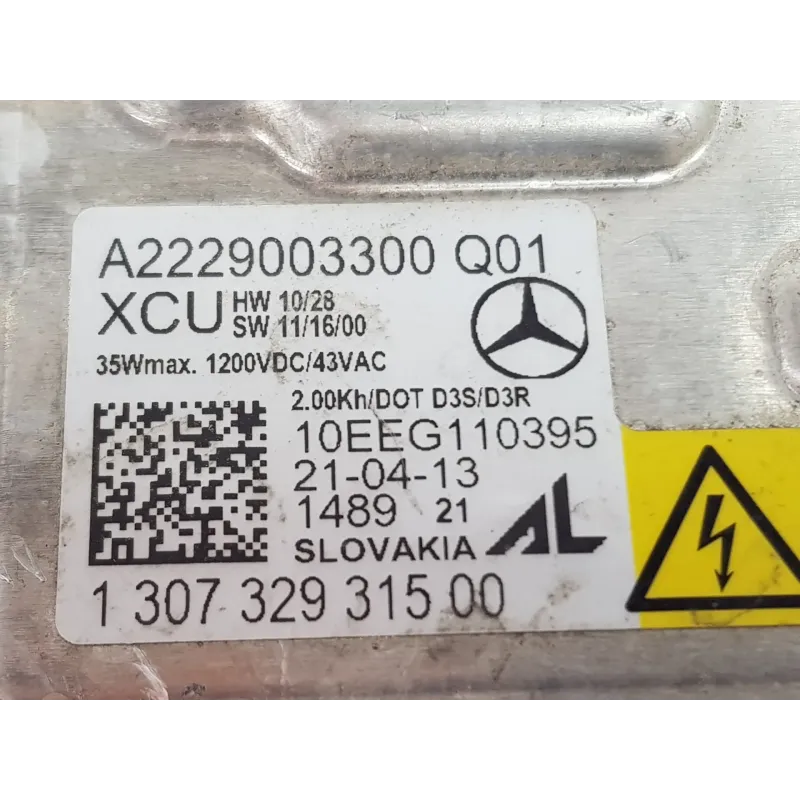 A2229003300 Q01
XCU HW 10/28
SW 11/16/00
35Wmax. 1200VDC/43VAC
2.00Kh/DOT D3S/D3R
10EEG110395
21-04-13
1489 21
SLOVAKIA AL
1 307 329 315 00